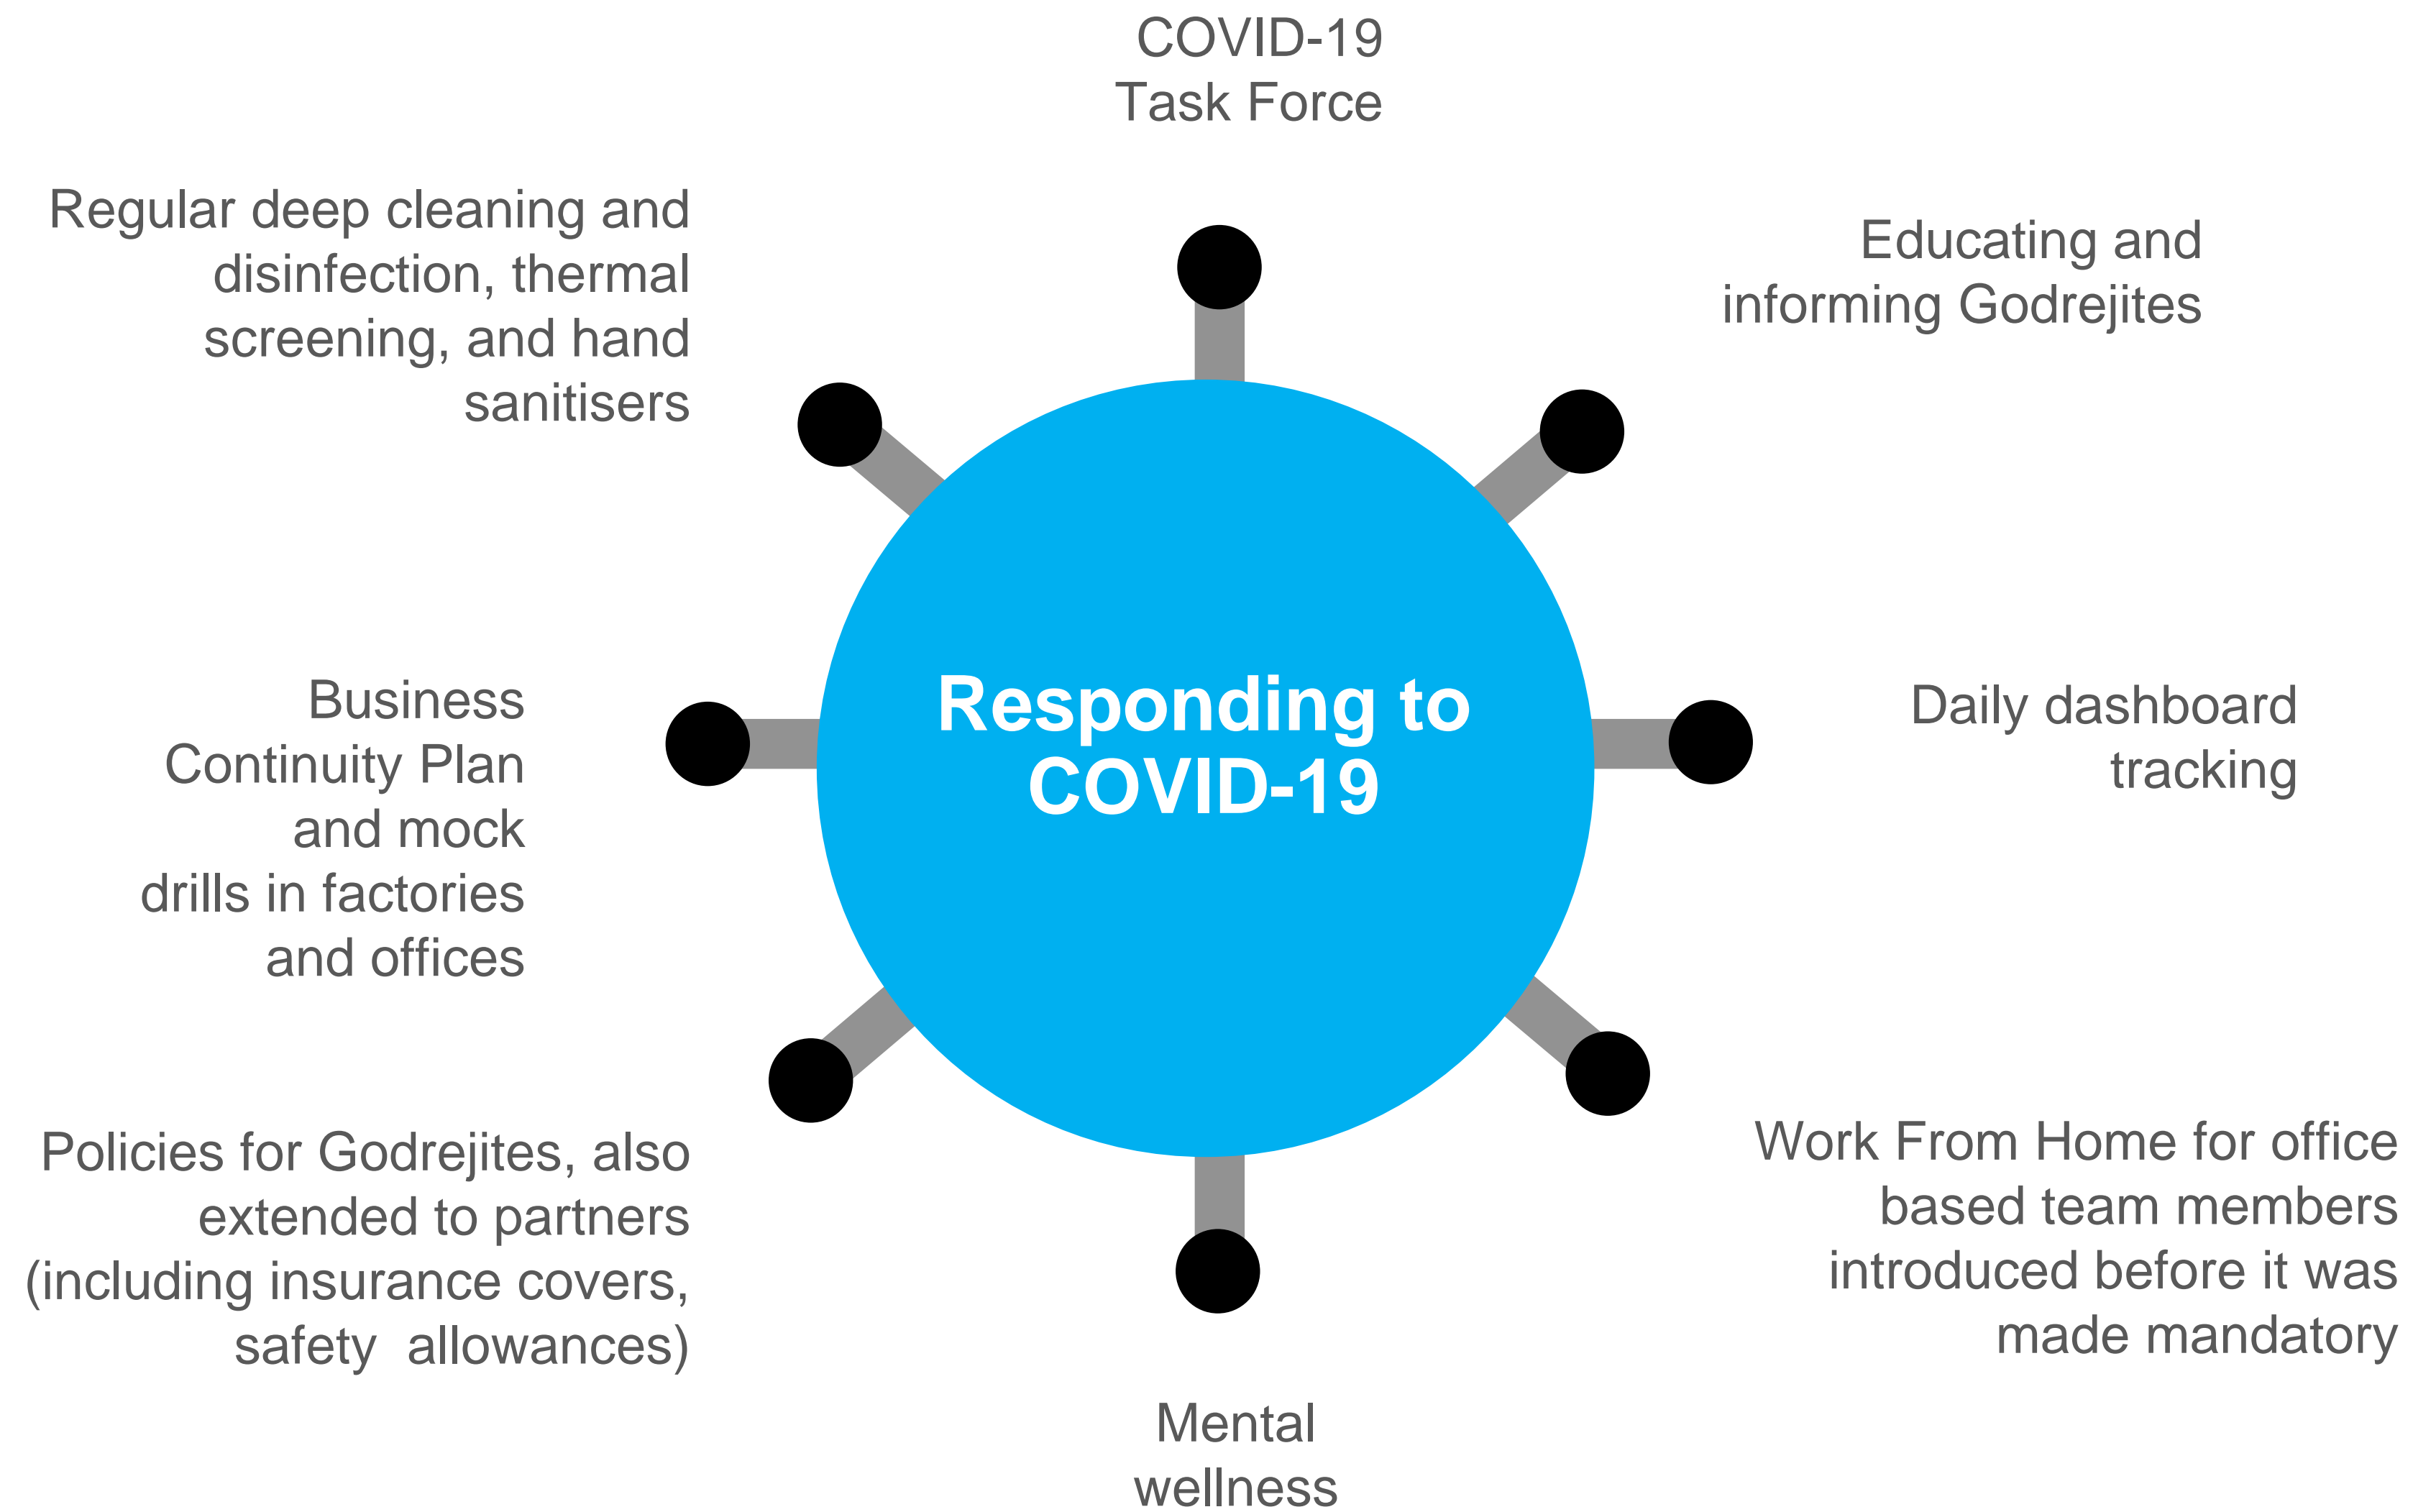 COVID-19
Task Force
Regular deep cleaning and
disinfection, thermal
screening, and hand
sanitisers
Educating and
informing Godrejites
Responding to
COVID-19
Business
Continuity Plan
and mock
drills in factories
and offices
Daily dashboard
tracking
Policies for Godrejites, also
extended to partners
(including insurance covers,
safety  allowances)
Work From Home for office
based team members
introduced before it was
made mandatory
Mental
wellness